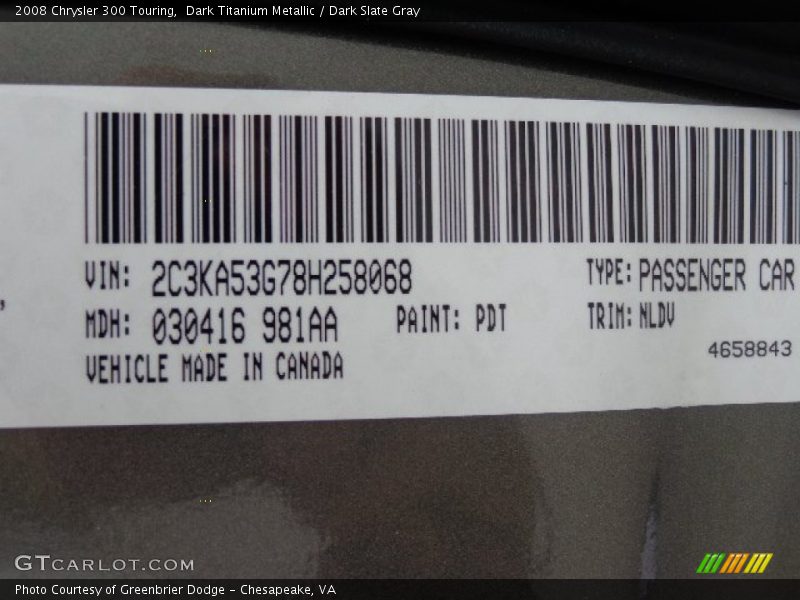 2008 Chrysler 300 Touring, Dark Titanium Metallic / Dark Slate Gray
VIN: 2C3KA53G78H258068 TYPE: PASSENGER CAR
MDH: 030416 981AA PAINT: PDT TRIM: NLDV
VEHICLE MADE IN CANADA 4658843
GTCARLOT.COM
Photo Courtesy of Greenbrier Dodge - Chesapeake, VA